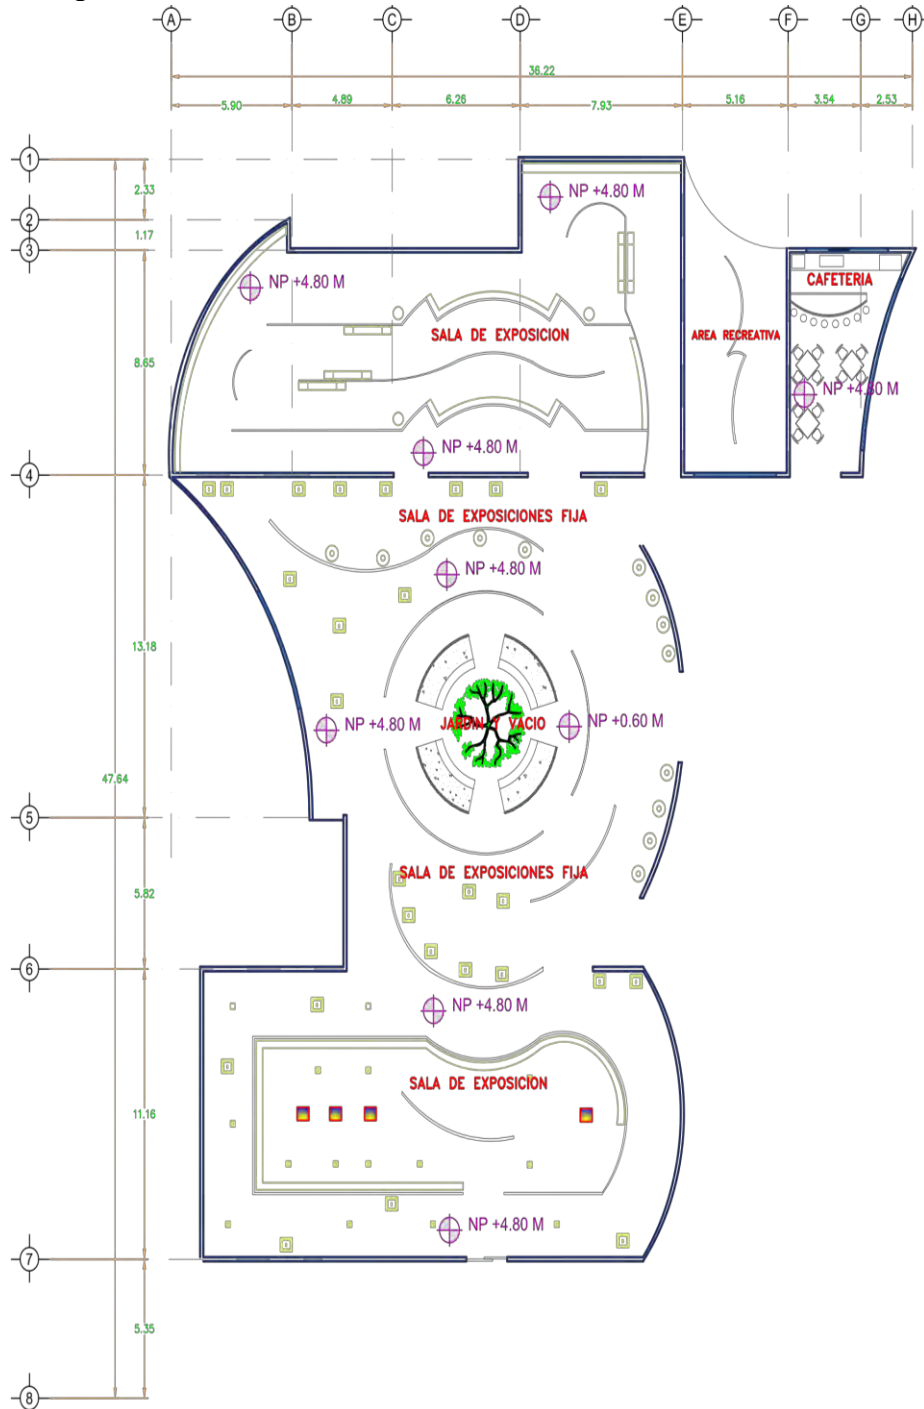 A B C D E F G H
36.22
5.90 4.89 6.26 7.93 5.16 3.54 2.53
1
2.33
NP +4.80 M
2
1.17
3
NP +4.80 M
CAFETERIA
SALA DE EXPOSICION
AREA RECREATIVA
8.65
NP +4.80 M
NP +4.80 M
4
SALA DE EXPOSICIONES FIJA
NP +4.80 M
13.18
JARDIN Y VACIO
NP +4.80 M
NP +0.60 M
47.64
5
SALA DE EXPOSICIONES FIJA
5.82
6
NP +4.80 M
SALA DE EXPOSICION
11.16
NP +4.80 M
7
5.35
8